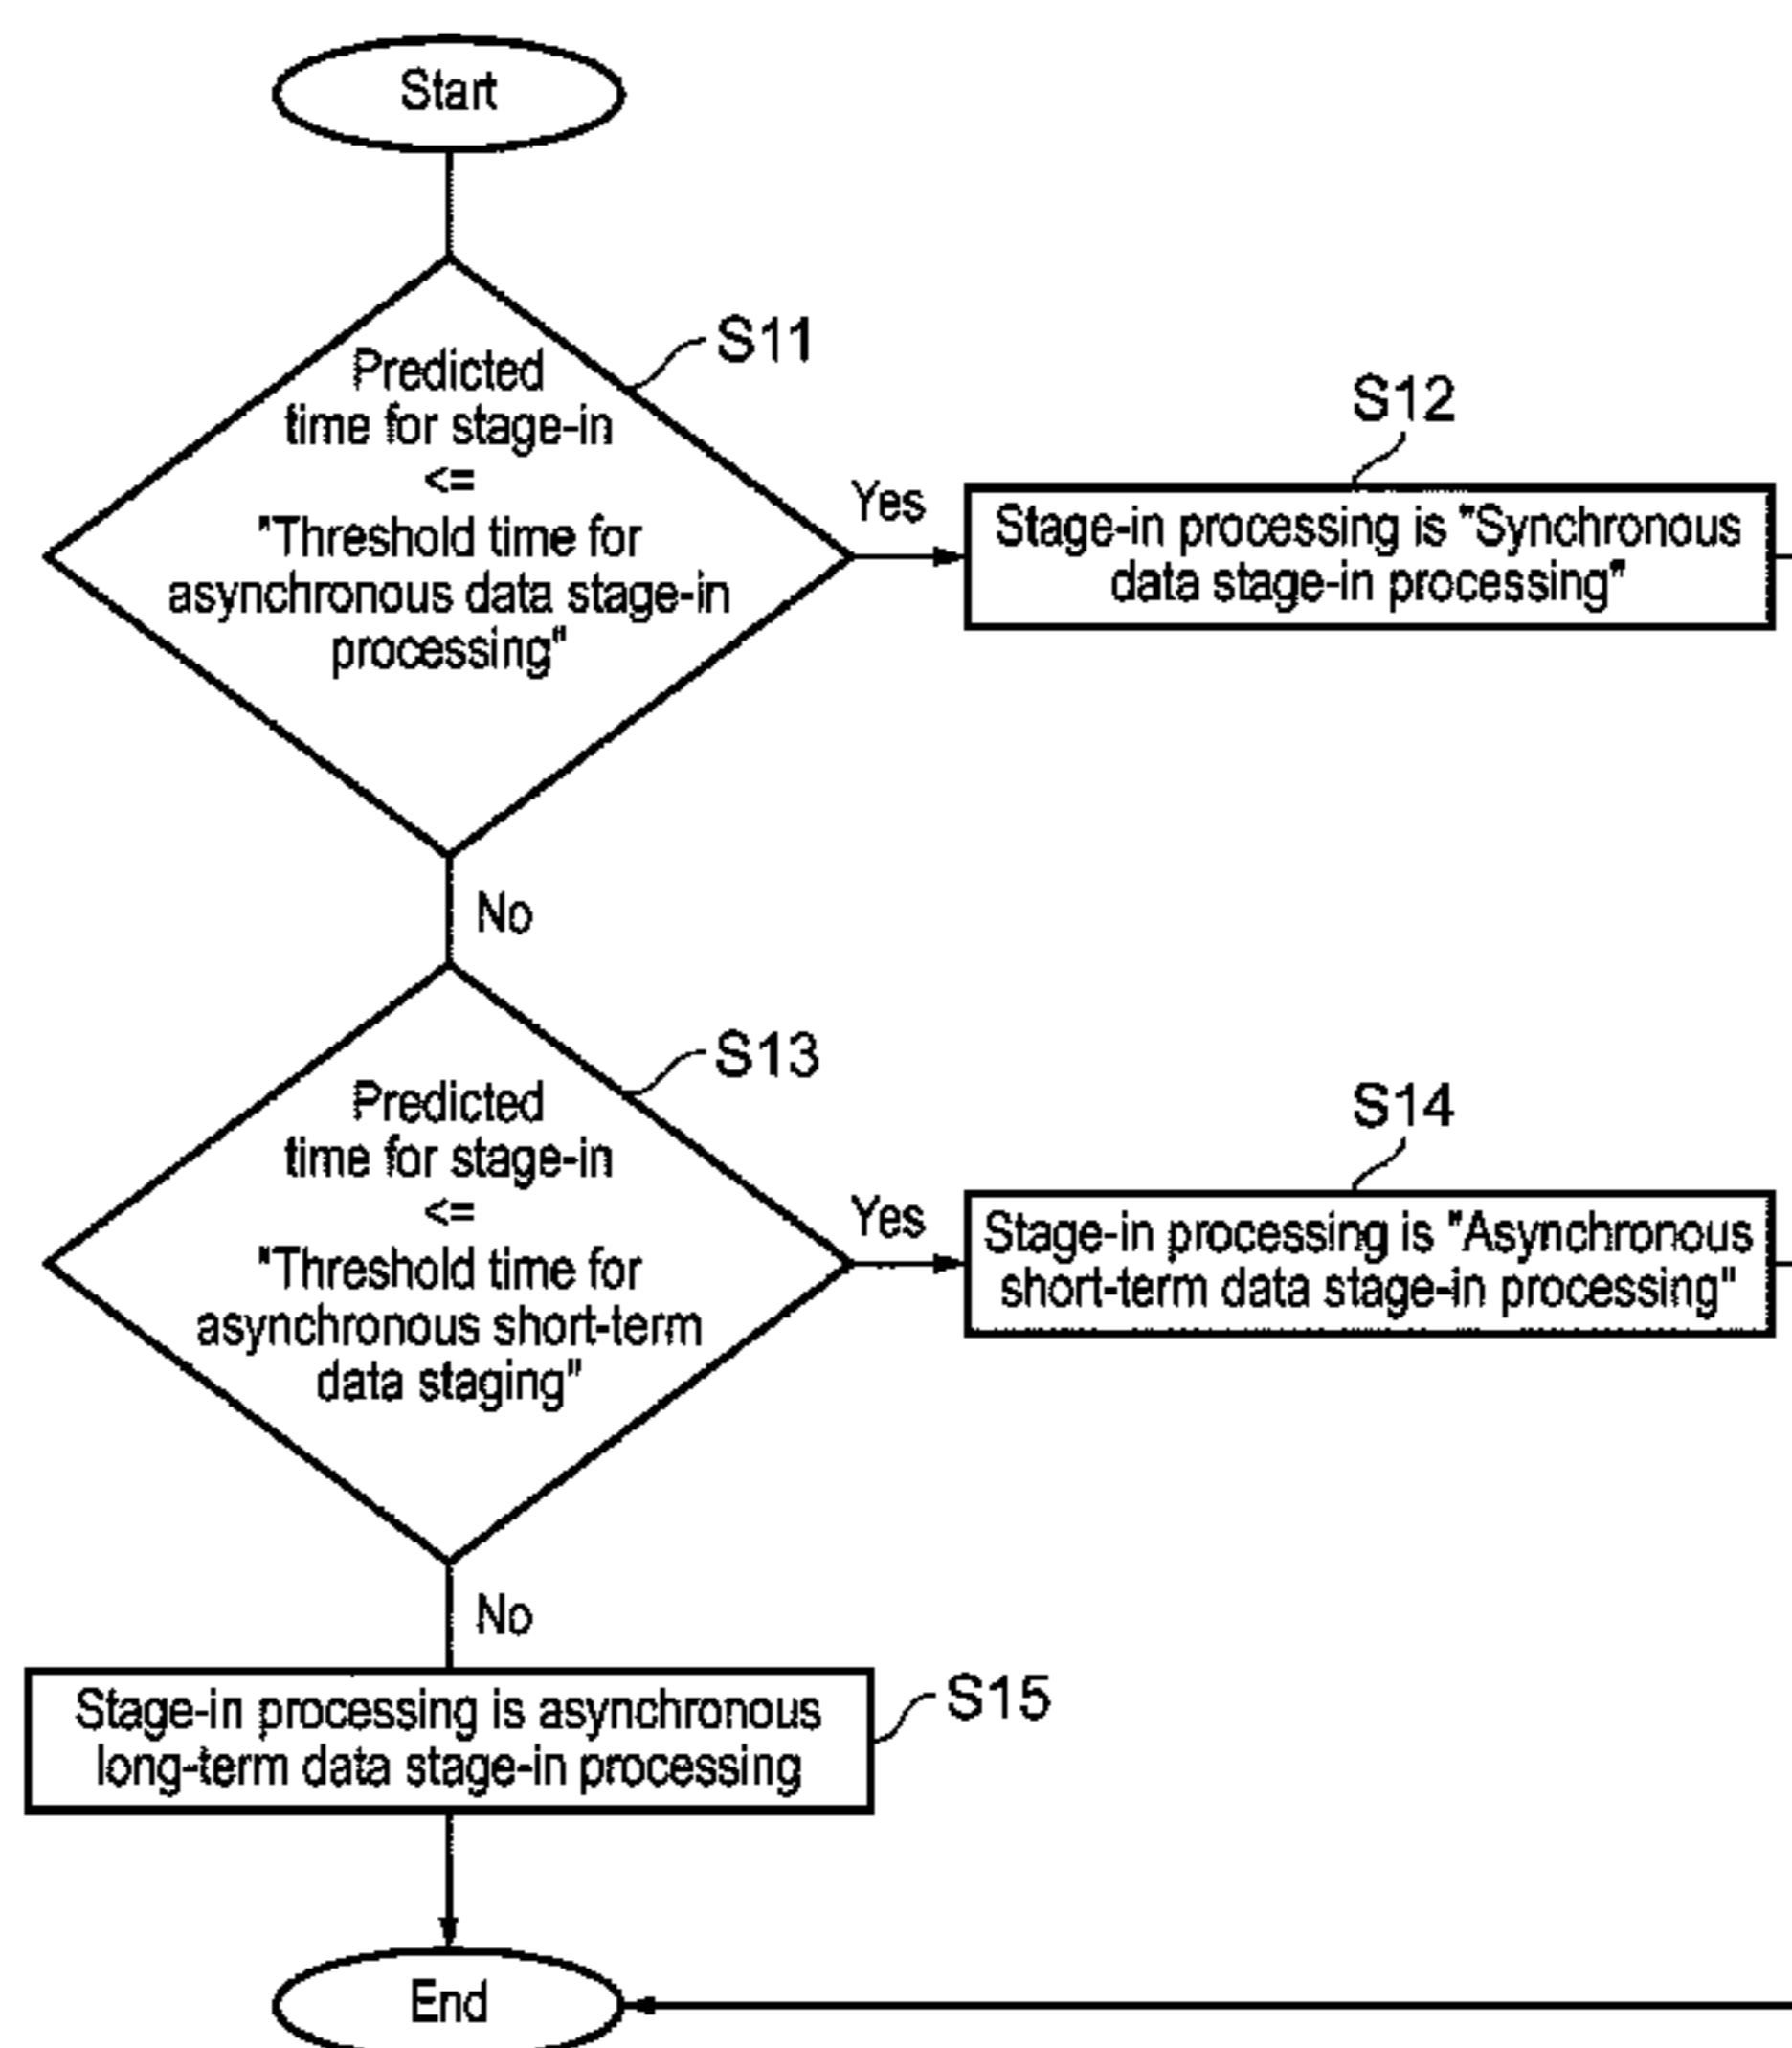 Start
Predicted
time for stage-in
<=
"Threshold time for
asynchronous data stage-in
processing"
S11
Yes
S12
Stage-in processing is "Synchronous
data stage-in processing"
No
Predicted
time for stage-in
<=
"Threshold time for
asynchronous short-term
data staging"
S13
Yes
S14
Stage-in processing is "Asynchronous
short-term data stage-in processing"
No
Stage-in processing is asynchronous
long-term data stage-in processing
S15
End